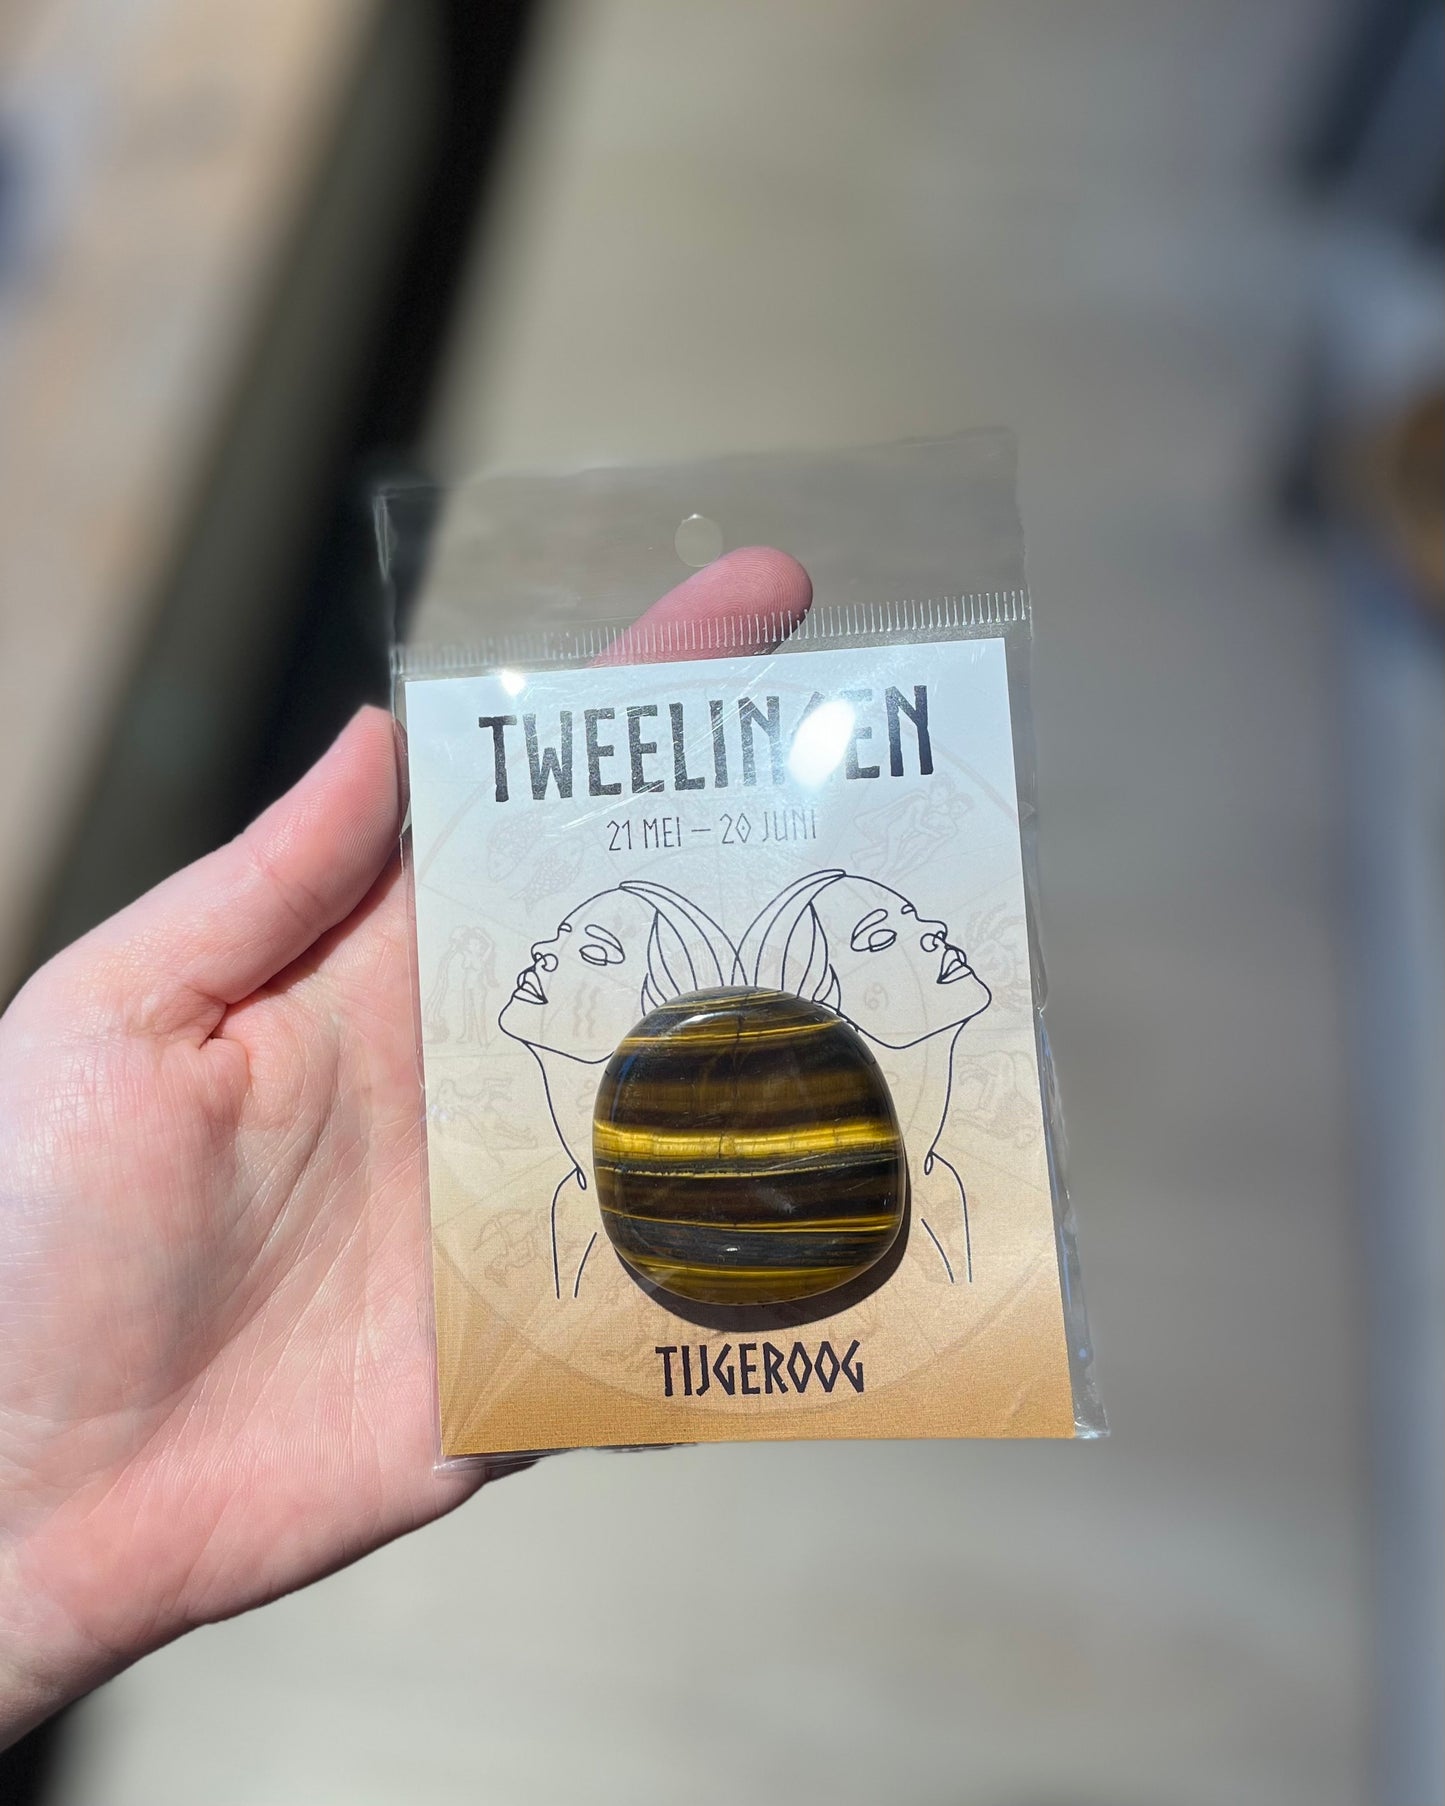 TWEELINGEN
21 MEI – 20 JUNI
TIJGEROOG